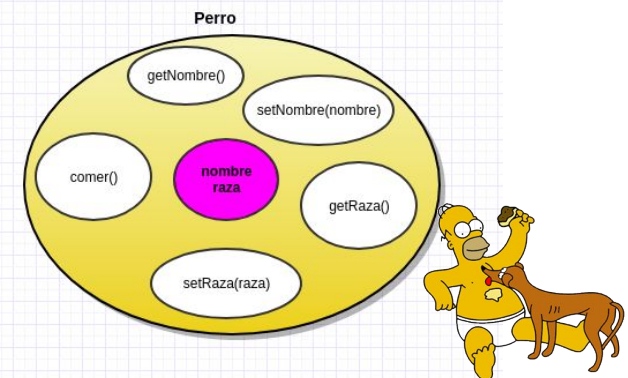 Perro
getNombre()
setNombre(nombre)
comer()
nombre
raza
getRaza()
setRaza(raza)